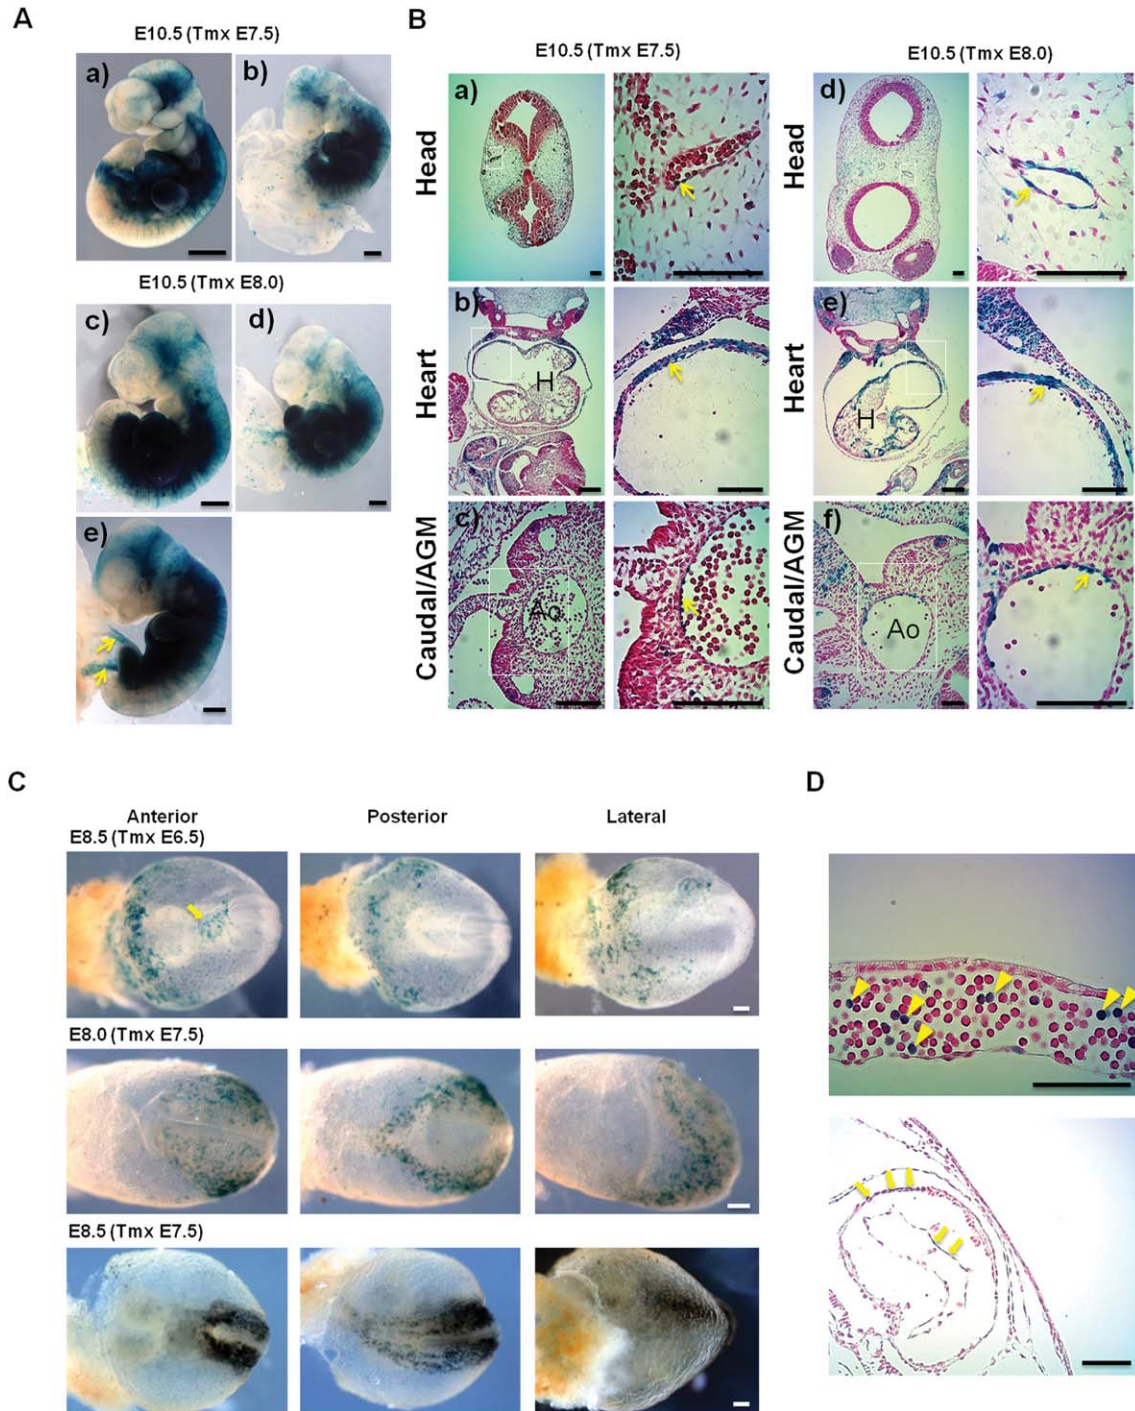 A
E10.5 (Tmx E7.5)
a)
b)
E10.5 (Tmx E8.0)
c)
d)
e)
B
E10.5 (Tmx E7.5)
E10.5 (Tmx E8.0)
Head
a)
Head
d)
Heart
b)
H
Heart
e)
H
Caudal/AGM
c)
Ao
Caudal/AGM
f)
Ao
C
Anterior
Posterior
Lateral
E8.5 (Tmx E6.5)
E8.0 (Tmx E7.5)
E8.5 (Tmx E7.5)
D